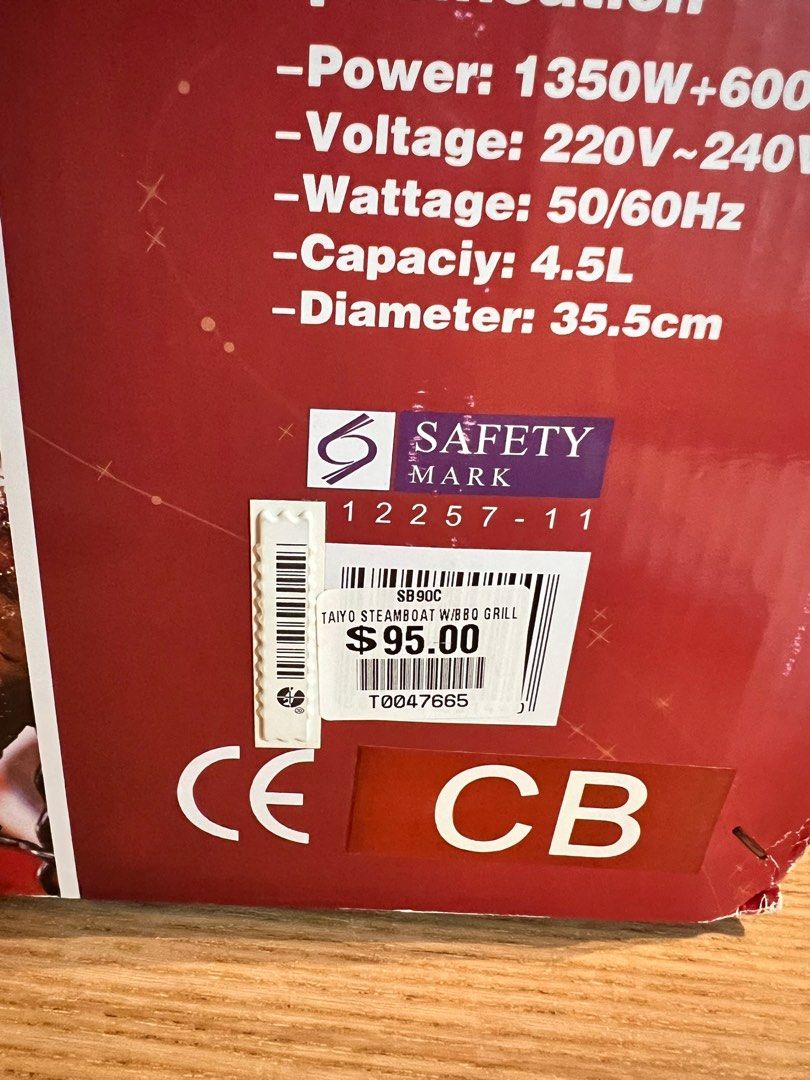 -Power: 1350W+600
-Voltage: 220V~240V
-Wattage: 50/60Hz
-Capaciy: 4.5L
-Diameter: 35.5cm
SAFETY
MARK
12257-11
SB90C
TAIYO STEAMBOAT W/BBQ GRILL
$95.00
T0047665
CE
CB